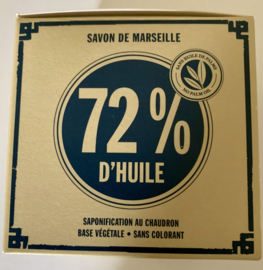 SAVON DE MARSEILLE
SANS HUILE DE PALME
NO PALM OIL
72%
D'HUILE
SAPONIFICATION AU CHAUDRON
BASE VÉGÉTALE • SANS COLORANT